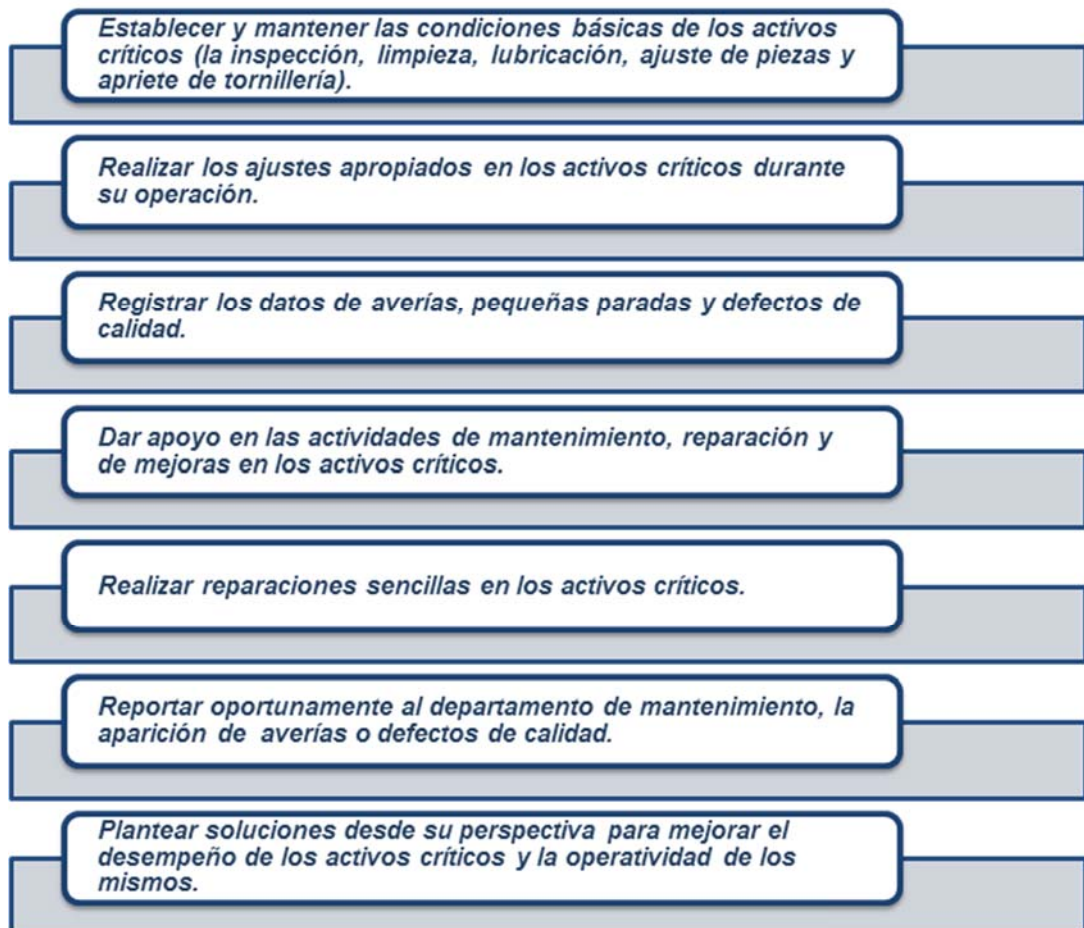 Establecer y mantener las condiciones básicas de los activos
críticos (la inspección, limpieza, lubricación, ajuste de piezas y
apriete de tornillería).
Realizar los ajustes apropiados en los activos críticos durante
su operación.
Registrar los datos de averías, pequeñas paradas y defectos de
calidad.
Dar apoyo en las actividades de mantenimiento, reparación y
de mejoras en los activos críticos.
Realizar reparaciones sencillas en los activos críticos.
Reportar oportunamente al departamento de mantenimiento, la
aparición de averías o defectos de calidad.
Plantear soluciones desde su perspectiva para mejorar el
desempeño de los activos críticos y la operatividad de los
mismos.